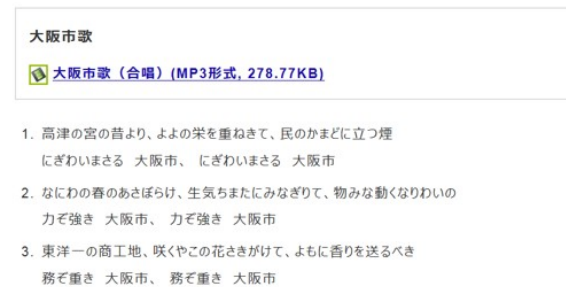 大阪市歌
大阪市歌（合唱）(MP3形式, 278.77KB)
1. 高津の宮の昔より、よよの栄を重ねきて、民のかまどに立つ煙
にぎわいまさる 大阪市、 にぎわいまさる 大阪市
2. なにわの春のあさぼらけ、生気ちまたにみなぎりて、物みな動くなりわいの
力ぞ強き 大阪市、 力ぞ強き 大阪市
3. 東洋一の商工地、咲くやこの花さきがけて、よもに香りを送るべき
務ぞ重き 大阪市、 務ぞ重き 大阪市